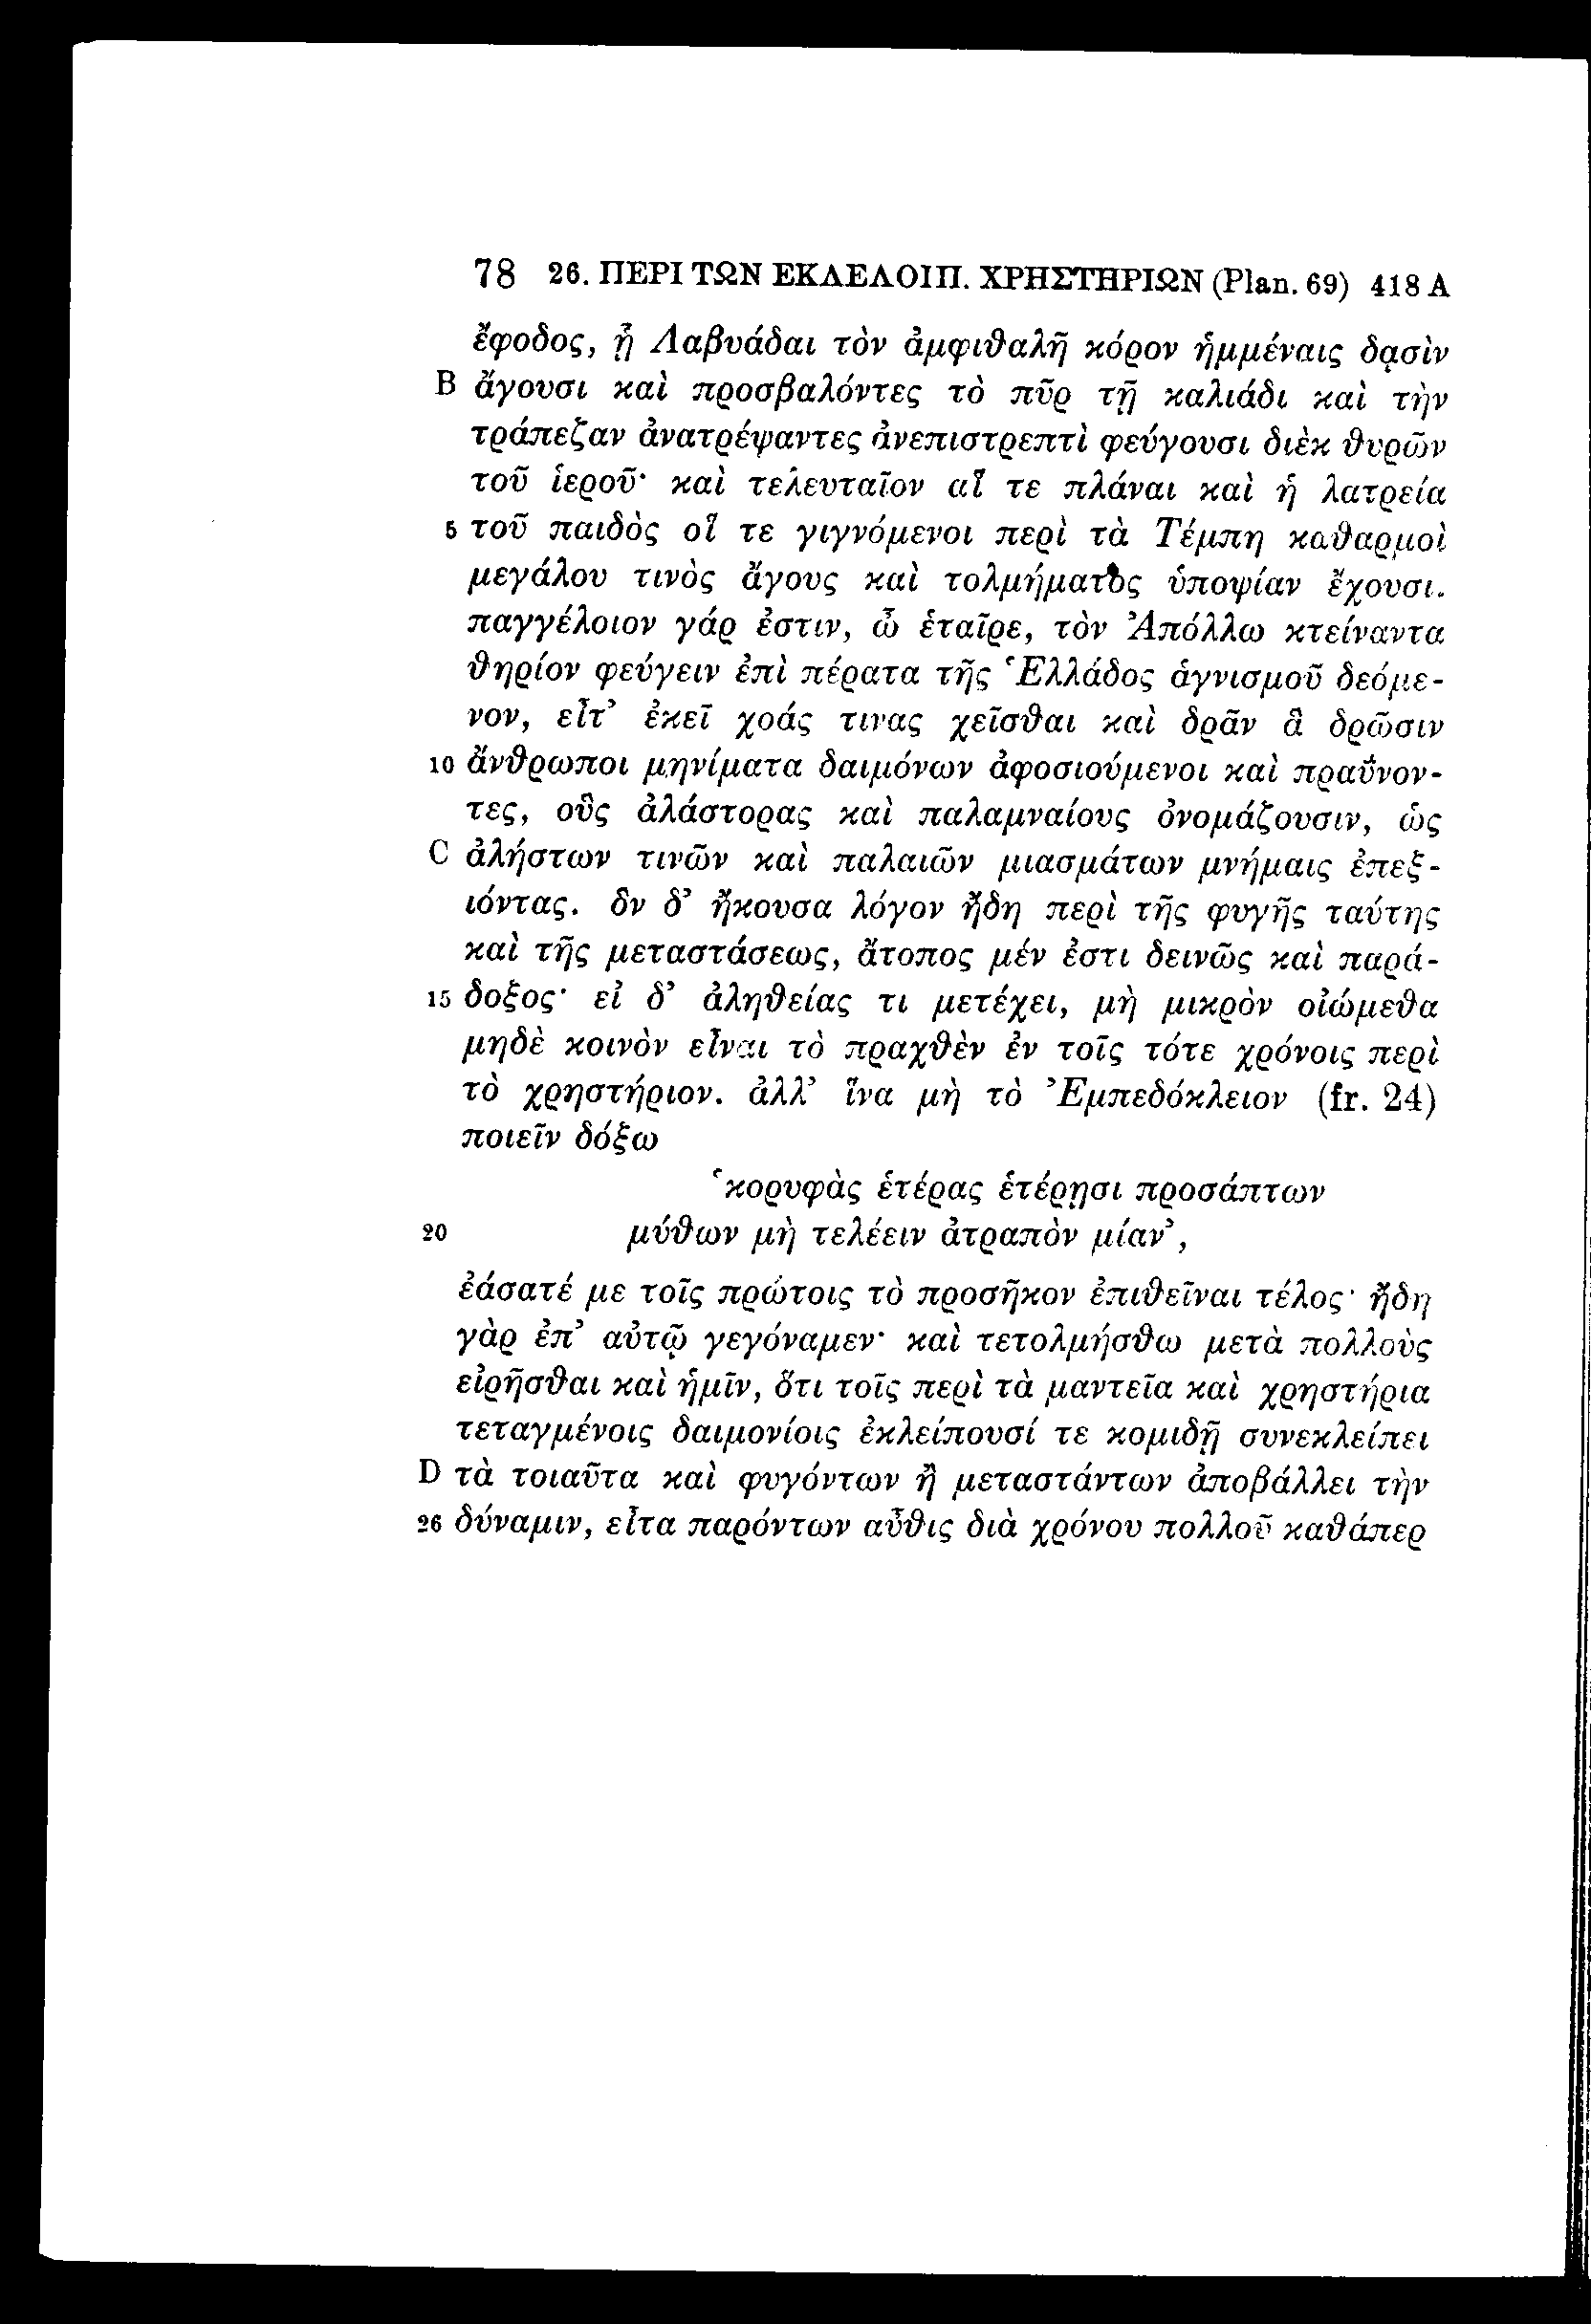 78 26. ΠΕΡΙ ΤΩΝ ΕΚΛΕΛΟΙΠ. ΧΡΗΣΤΗΡΙΩΝ (Plan. 69) 418 A
ἔφοδος, ᾗ Λαβυάδαι τὸν ἀμφιθαλῆ κόρον ἡμμέναις δᾳσὶν
B ἄγουσι καὶ προσβαλόντες τὸ πῦρ τῇ καλιάδι καὶ τὴν
τράπεζαν ἀνατρέψαντες ἀνεπιστρεπτὶ φεύγουσι διὲκ θυρῶν
τοῦ ἱεροῦ· καὶ τελευταῖον αἵ τε πλάναι καὶ ἡ λατρεία
5 τοῦ παιδὸς οἵ τε γιγνόμενοι περὶ τὰ Τέμπη καθαρμοὶ
μεγάλου τινὸς ἄγους καὶ τολμήματος ὑποψίαν ἔχουσι.
παγγέλοιον γάρ ἐστιν, ὦ ἑταῖρε, τὸν Ἀπόλλω κτείναντα
θηρίον φεύγειν ἐπὶ πέρατα τῆς Ἑλλάδος ἁγνισμοῦ δεόμε-
νον, εἶτ’ ἐκεῖ χοάς τινας χεῖσθαι καὶ δρᾶν ἃ δρῶσιν
10 ἄνθρωποι μηνίματα δαιμόνων ἀφοσιούμενοι καὶ πραΰνον-
τες, οὓς ἀλάστορας καὶ παλαμναίους ὀνομάζουσιν, ὡς
C ἀλήστων τινῶν καὶ παλαιῶν μιασμάτων μνήμαις ἐπεξ-
ιόντας. ὃν δ’ ἤκουσα λόγον ἤδη περὶ τῆς φυγῆς ταύτης
καὶ τῆς μεταστάσεως, ἄτοπος μέν ἐστι δεινῶς καὶ παρά-
15 δοξος· εἰ δ’ ἀληθείας τι μετέχει, μὴ μικρὸν οἰώμεθα
μηδὲ κοινὸν εἶναι τὸ πραχθὲν ἐν τοῖς τότε χρόνοις περὶ
τὸ χρηστήριον. ἀλλ’ ἵνα μὴ τὸ Ἐμπεδόκλειον (fr. 24)
ποιεῖν δόξω
‘κορυφὰς ἑτέρας ἑτέρῃσι προσάπτων
20 μύθων μὴ τελέειν ἀτραπὸν μίαν’,
ἐάσατέ με τοῖς πρώτοις τὸ προσῆκον ἐπιθεῖναι τέλος· ἤδη
γὰρ ἐπ’ αὐτῷ γεγόναμεν· καὶ τετολμήσθω μετὰ πολλοὺς
εἰρῆσθαι καὶ ἡμῖν, ὅτι τοῖς περὶ τὰ μαντεῖα καὶ χρηστήρια
τεταγμένοις δαιμονίοις ἐκλείπουσί τε κομιδῇ συνεκλείπει
D τὰ τοιαῦτα καὶ φυγόντων ἢ μεταστάντων ἀποβάλλει τὴν
26 δύναμιν, εἶτα παρόντων αὖθις διὰ χρόνου πολλοῦ καθάπερ